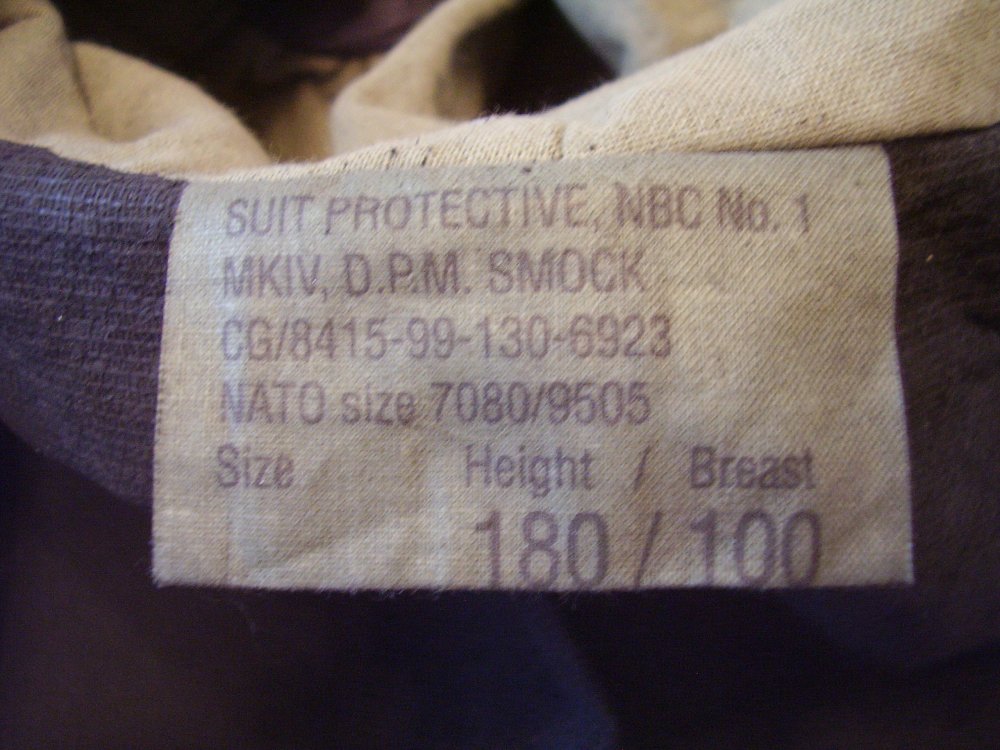 SUIT PROTECTIVE, NBC No. 1
MKIV, D.P.M. SMOCK
CG/8415-99-130-6923
NATO size 7080/9505
Size Height / Breast
180 / 100